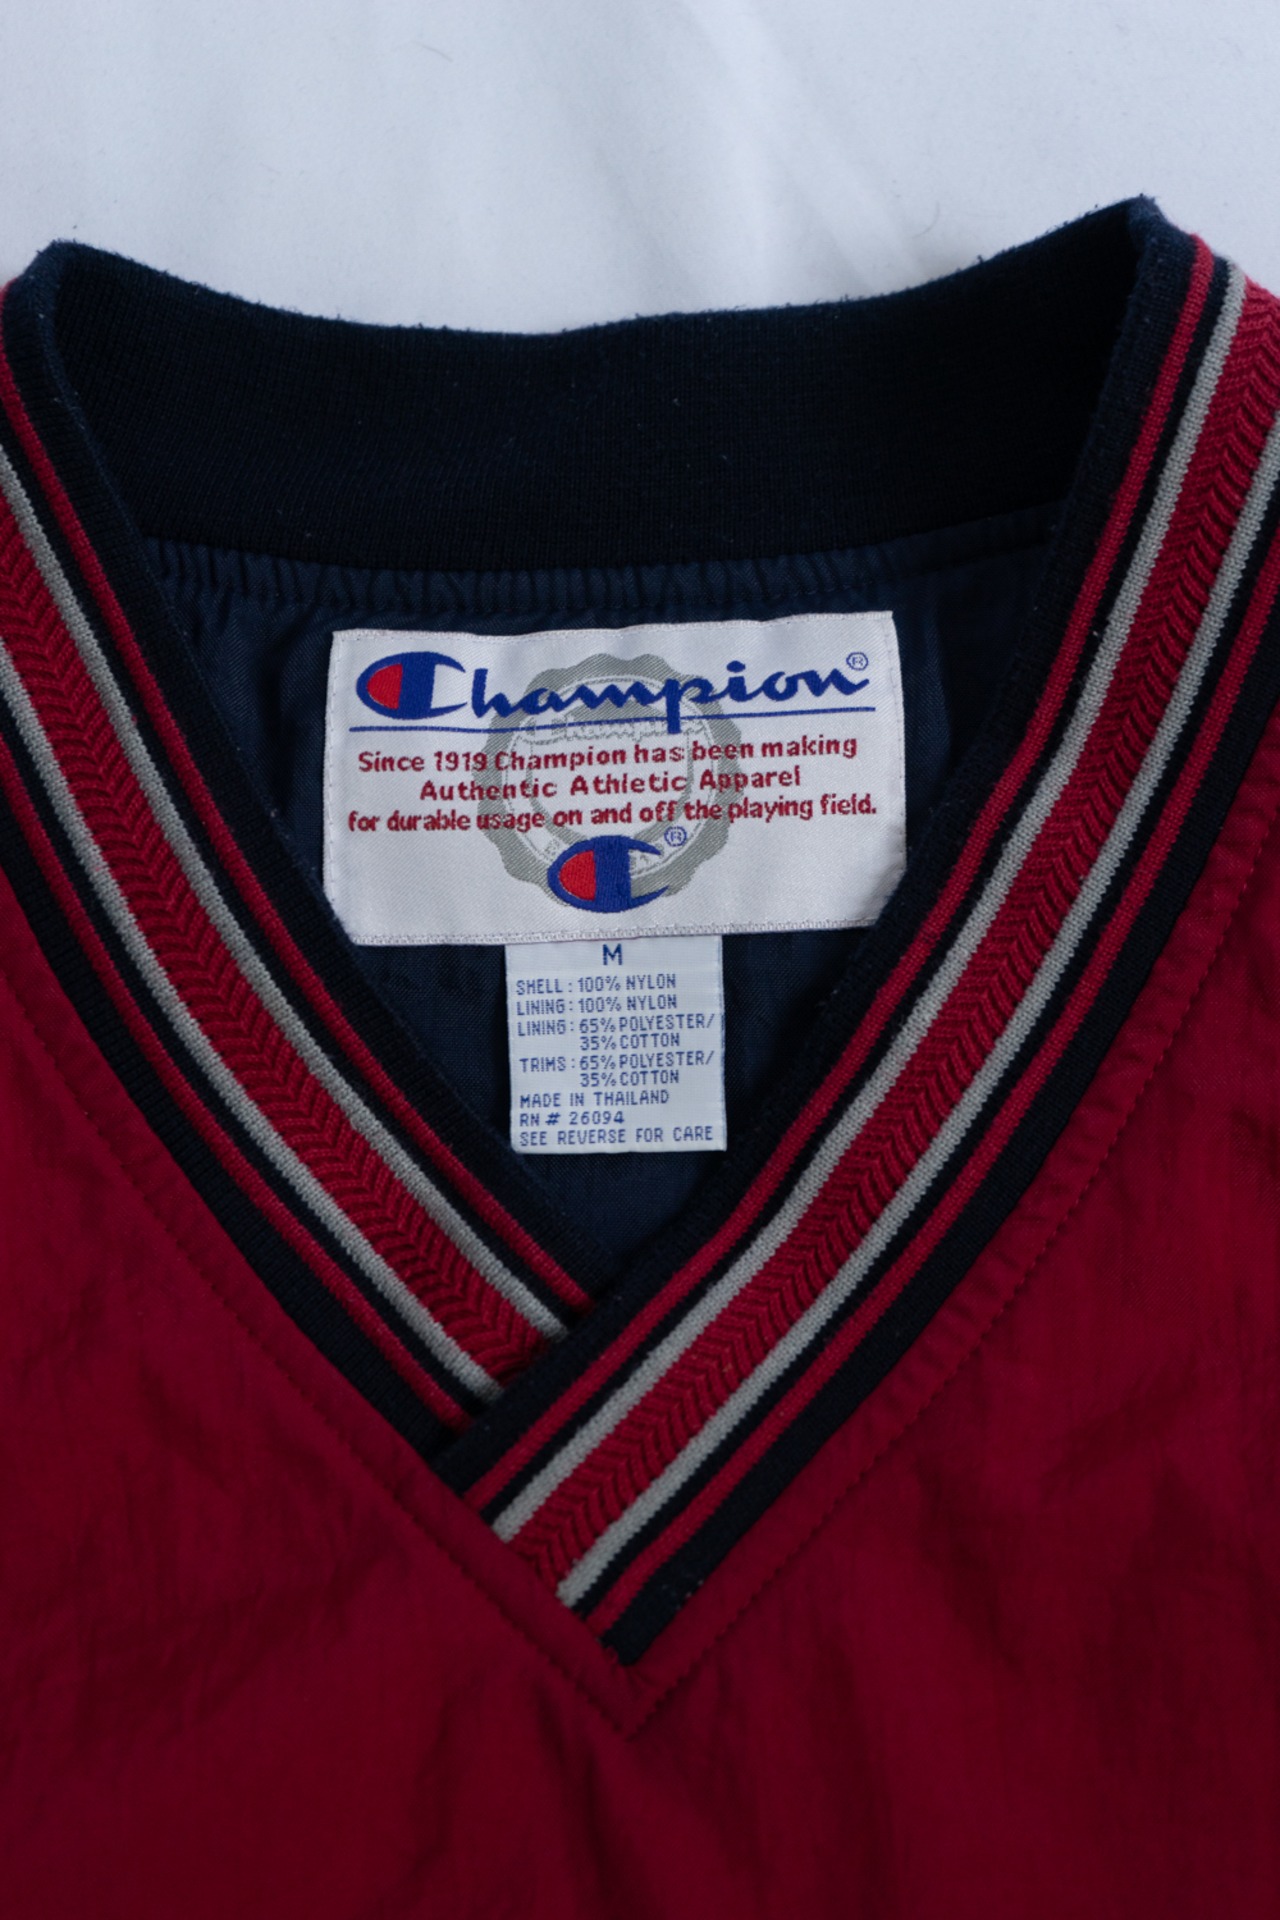 Champion®
Since 1919 Champion has been making
Authentic Athletic Apparel
for durable usage on and off the playing field.
Champion
®
M
SHELL : 100% NYLON
LINING : 100% NYLON
LINING : 65% POLYESTER/
35% COTTON
TRIMS : 65% POLYESTER/
35% COTTON
MADE IN THAILAND
RN # 26094
SEE REVERSE FOR CARE